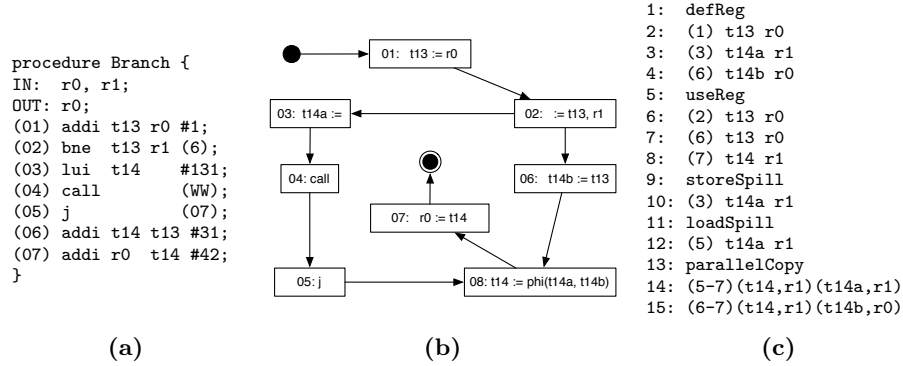 procedure Branch {
IN:  r0, r1;
OUT: r0;
(01) addi t13 r0 #1;
(02) bne  t13 r1 (6);
(03) lui  t14    #131;
(04) call        (WW);
(05) j           (07);
(06) addi t14 t13 #31;
(07) addi r0  t14 #42;
}
(a)
01:  t13 := r0
03:  t14a :=
02:   := t13, r1
04: call
06:  t14b := t13
07:  r0 := t14
05: j
08: t14 := phi(t14a, t14b)
(b)
1:  defReg
2:  (1) t13 r0
3:  (3) t14a r1
4:  (6) t14b r0
5:  useReg
6:  (2) t13 r0
7:  (6) t13 r0
8:  (7) t14 r1
9:  storeSpill
10: (3) t14a r1
11: loadSpill
12: (5) t14a r1
13: parallelCopy
14: (5-7)(t14,r1)(t14a,r1)
15: (6-7)(t14,r1)(t14b,r0)
(c)